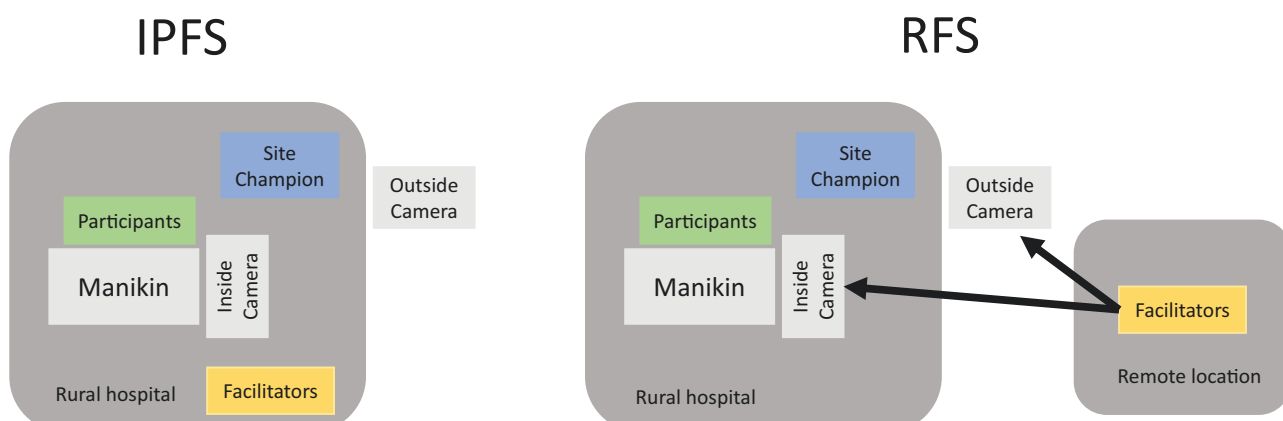 IPFS
Site
Champion
Outside
Camera
Participants
Manikin
Inside
Camera
Rural hospital
Facilitators
RFS
Site
Champion
Outside
Camera
Participants
Manikin
Inside
Camera
Facilitators
Remote location
Rural hospital